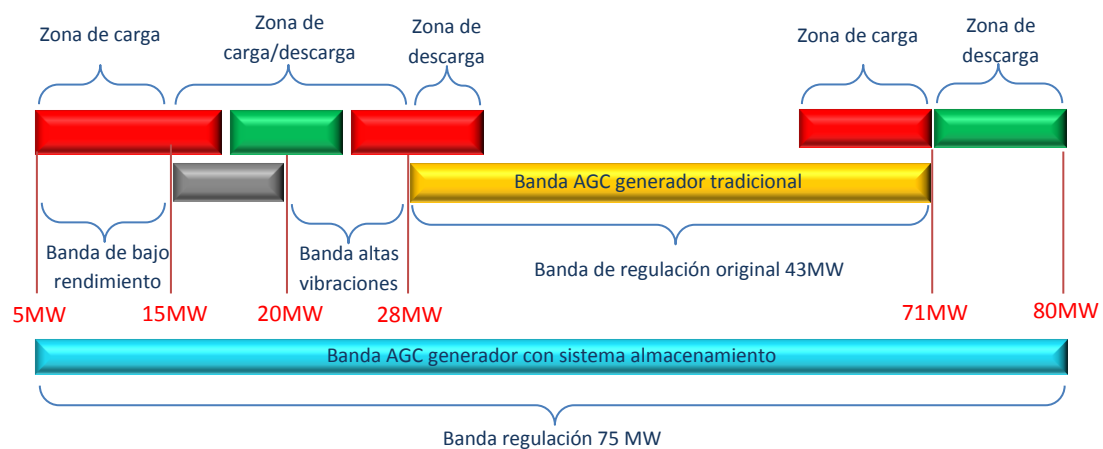 Zona de carga
Zona de
carga/descarga
Zona de
descarga
Zona de carga
Zona de
descarga
Banda AGC generador tradicional
Banda de bajo
rendimiento
Banda altas
vibraciones
Banda de regulación original 43MW
5MW
15MW
20MW
28MW
71MW
80MW
Banda AGC generador con sistema almacenamiento
Banda regulación 75 MW